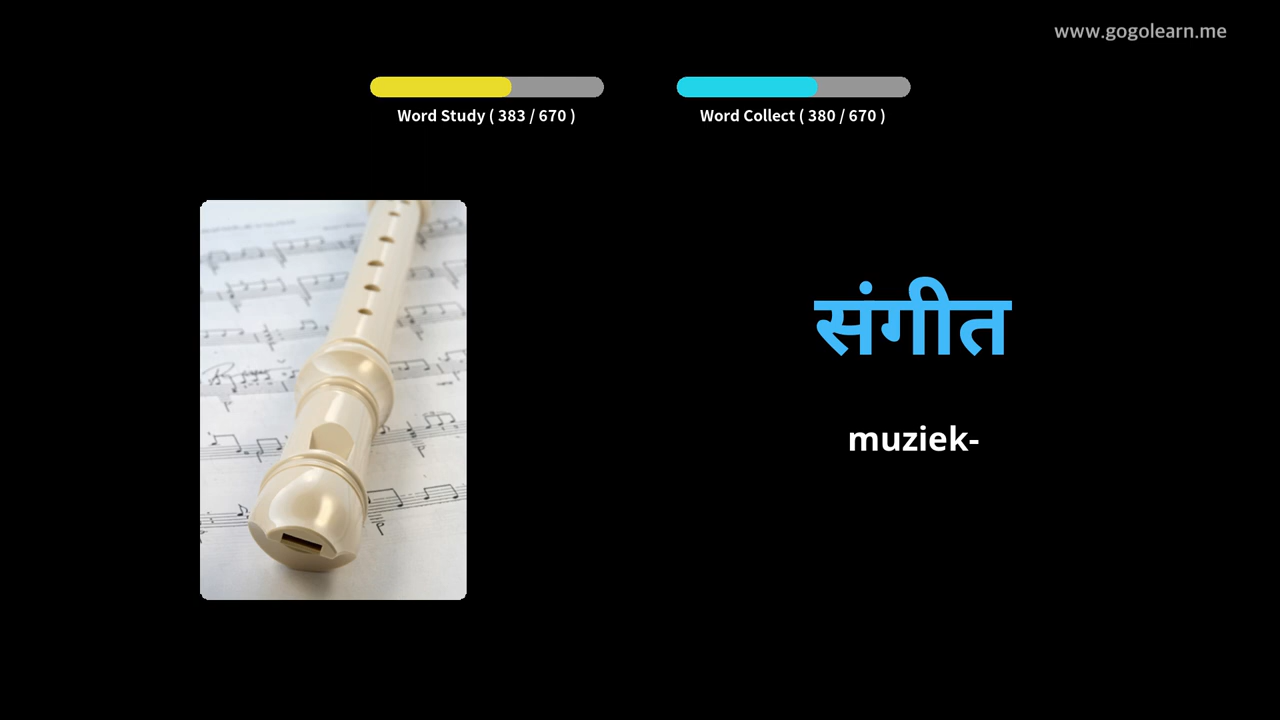 www.gogolearn.me
Word Study ( 383 / 670 )
Word Collect ( 380 / 670 )
संगीत
muziek-